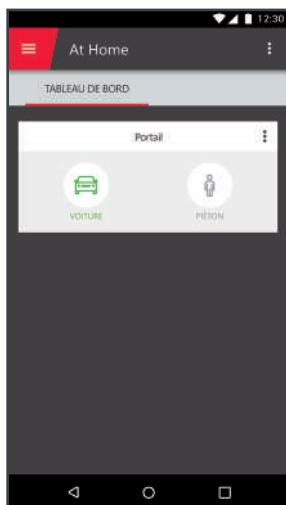 12:30
At Home
TABLEAU DE BORD
Portail
VOITURE
PIÉTON